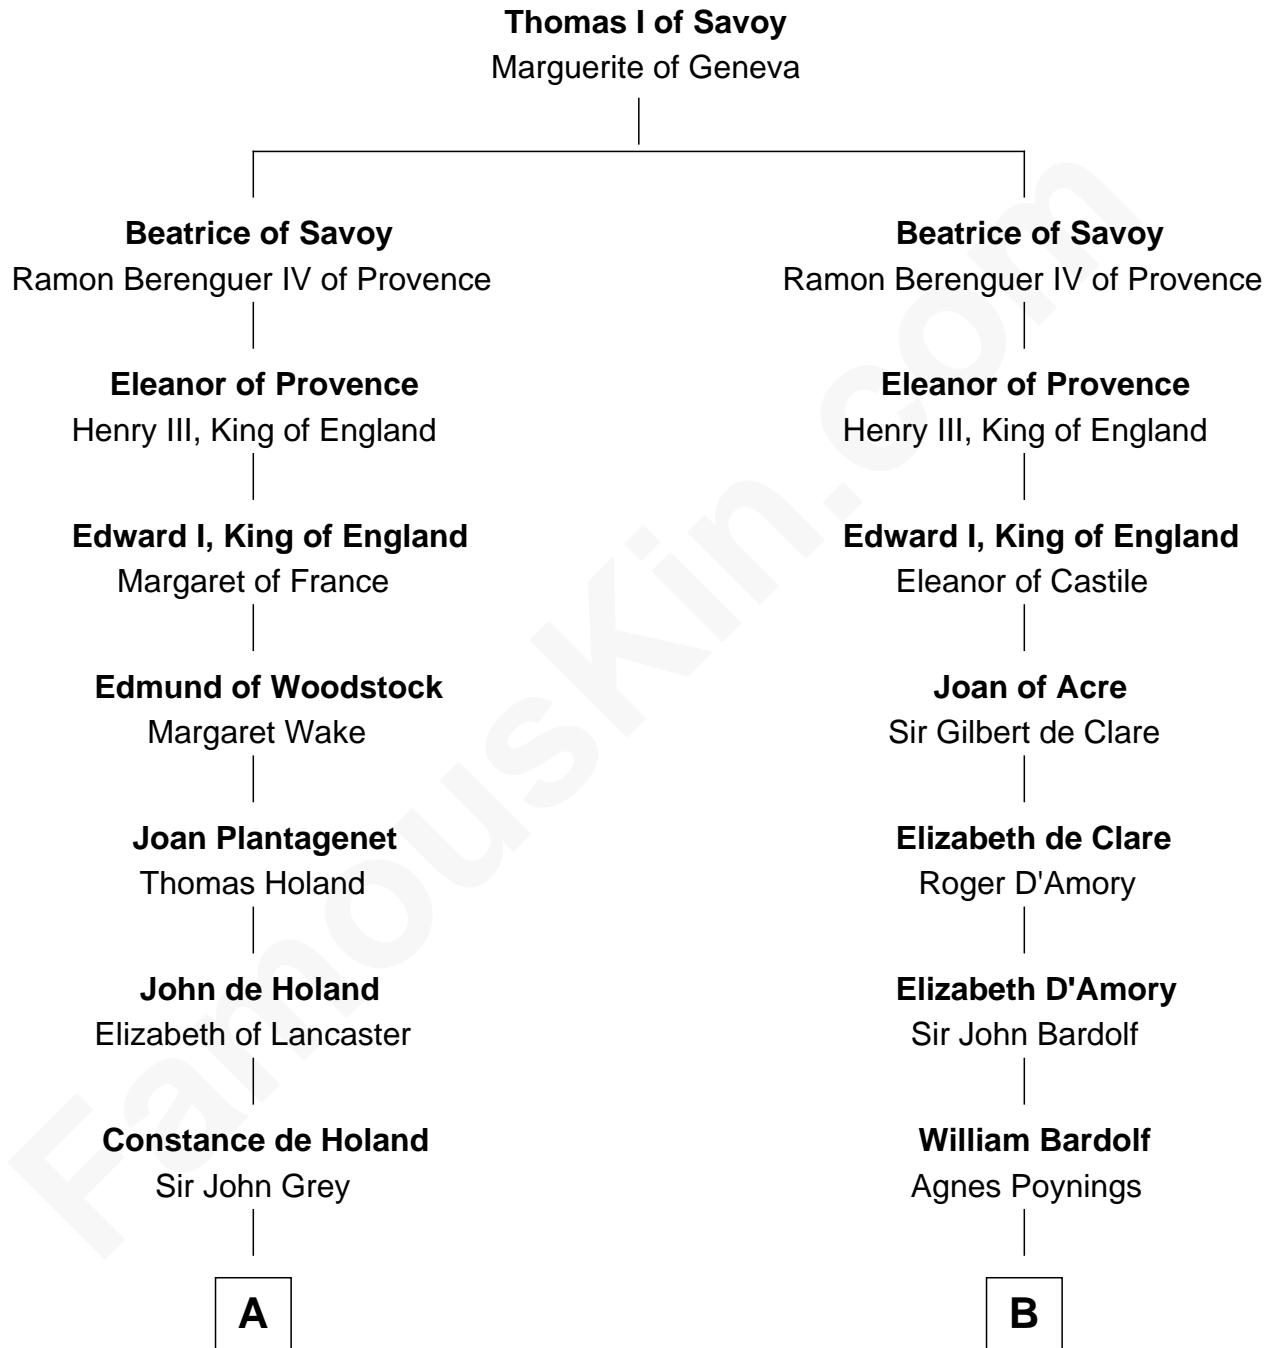 Thomas I of Savoy
Marguerite of Geneva
Beatrice of Savoy
Ramon Berenguer IV of Provence
Eleanor of Provence
Henry III, King of England
Edward I, King of England
Margaret of France
Edmund of Woodstock
Margaret Wake
Joan Plantagenet
Thomas Holand
John de Holand
Elizabeth of Lancaster
Constance de Holand
Sir John Grey
A
Beatrice of Savoy
Ramon Berenguer IV of Provence
Eleanor of Provence
Henry III, King of England
Edward I, King of England
Eleanor of Castile
Joan of Acre
Sir Gilbert de Clare
Elizabeth de Clare
Roger D'Amory
Elizabeth D'Amory
Sir John Bardolf
William Bardolf
Agnes Poynings
B
FamousKin.com